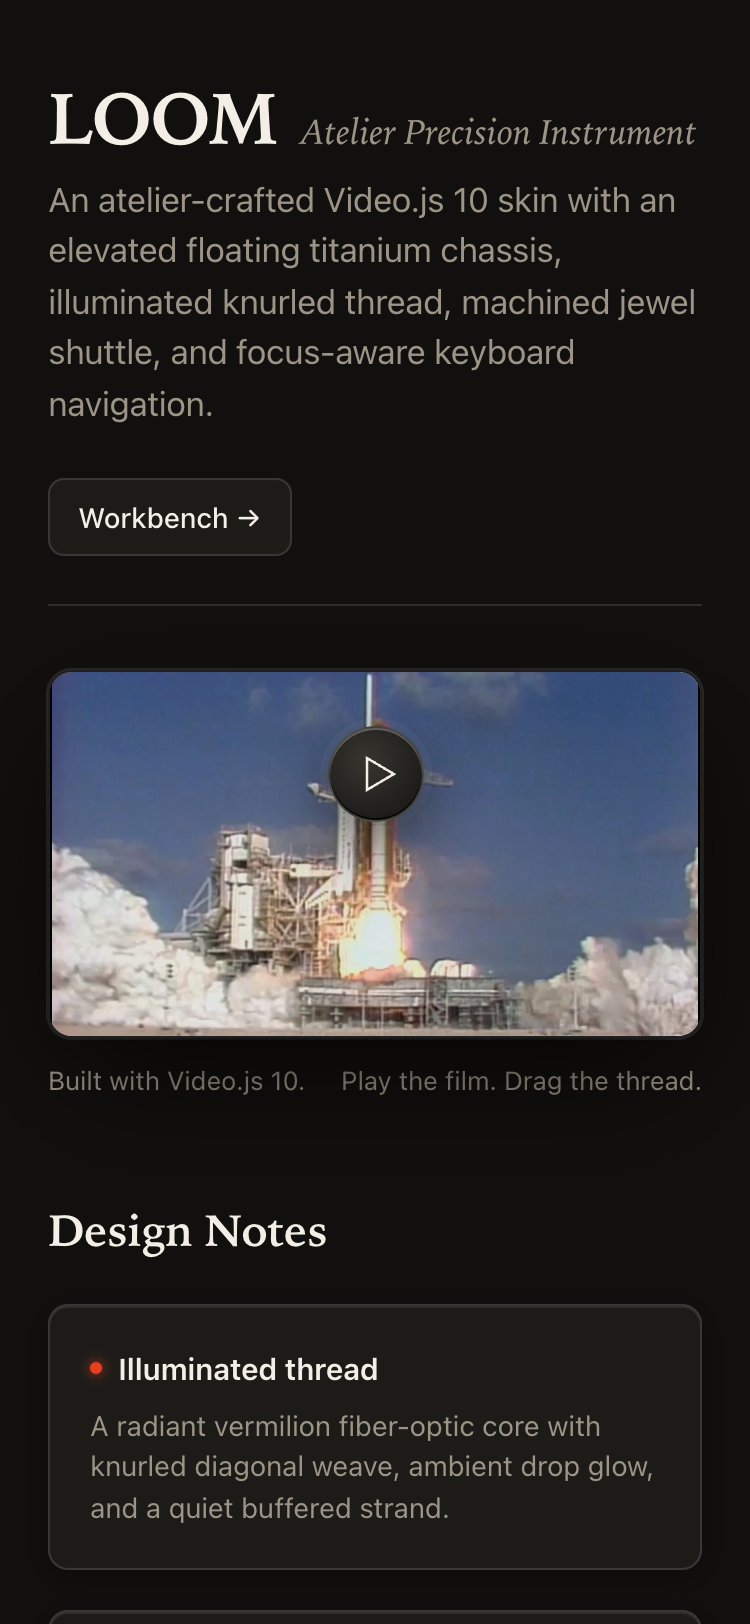 LOOM Atelier Precision Instrument
An atelier-crafted Video.js 10 skin with an
elevated floating titanium chassis,
illuminated knurled thread, machined jewel
shuttle, and focus-aware keyboard
navigation.
Workbench →
Built with Video.js 10. Play the film. Drag the thread.
Design Notes
Illuminated thread
A radiant vermilion fiber-optic core with
knurled diagonal weave, ambient drop glow,
and a quiet buffered strand.